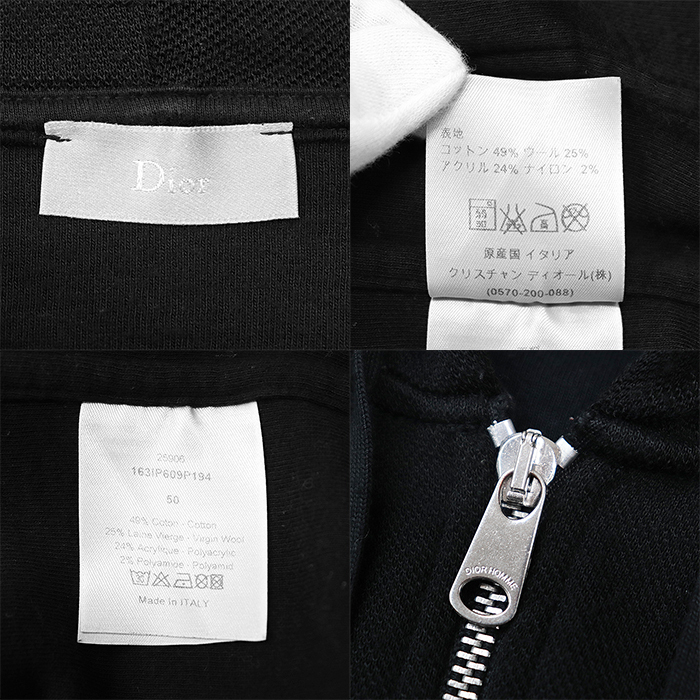 Dior
表地
コットン 49% ウール 25%
アクリル 24% ナイロン 2%
原産国 イタリア
クリスチャン ディオール(株)
(0570-200-088)
25906
163IP609P194
50
49% Coton - Cotton
25% Laine Vierge - Virgin Wool
24% Acrylique - Polyacrylic
2% Polyamide - Polyamid
Made in ITALY
DIOR HOMME